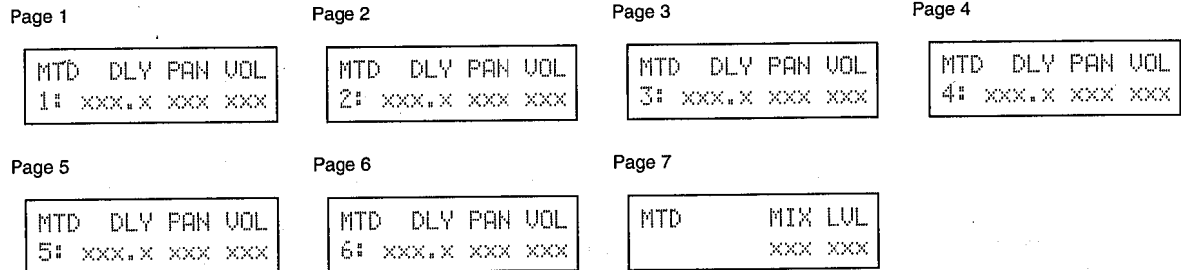 Page 1
MTD DLY PAN VOL
1: xxx.x xxx xxx
Page 2
MTD DLY PAN VOL
2: xxx.x xxx xxx
Page 3
MTD DLY PAN VOL
3: xxx.x xxx xxx
Page 4
MTD DLY PAN VOL
4: xxx.x xxx xxx
Page 5
MTD DLY PAN VOL
5: xxx.x xxx xxx
Page 6
MTD DLY PAN VOL
6: xxx.x xxx xxx
Page 7
MTD MIX LVL
xxx xxx